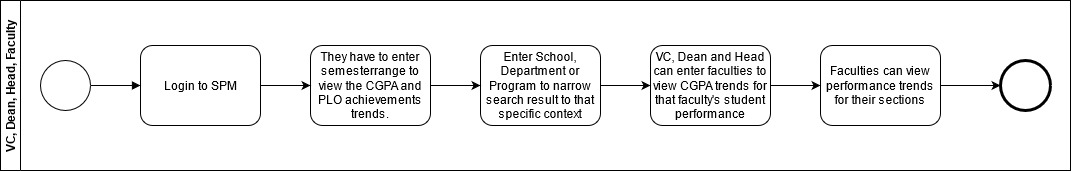 VC, Dean, Head, Faculty
Login to SPM
They have to enter
semesterrange to
view the CGPA and
PLO achievements
trends.
Enter School,
Department or
Program to narrow
search result to that
specific context
VC, Dean and Head
can enter faculties to
view CGPA trends for
that faculty's student
performance
Faculties can view
performance trends
for their sections